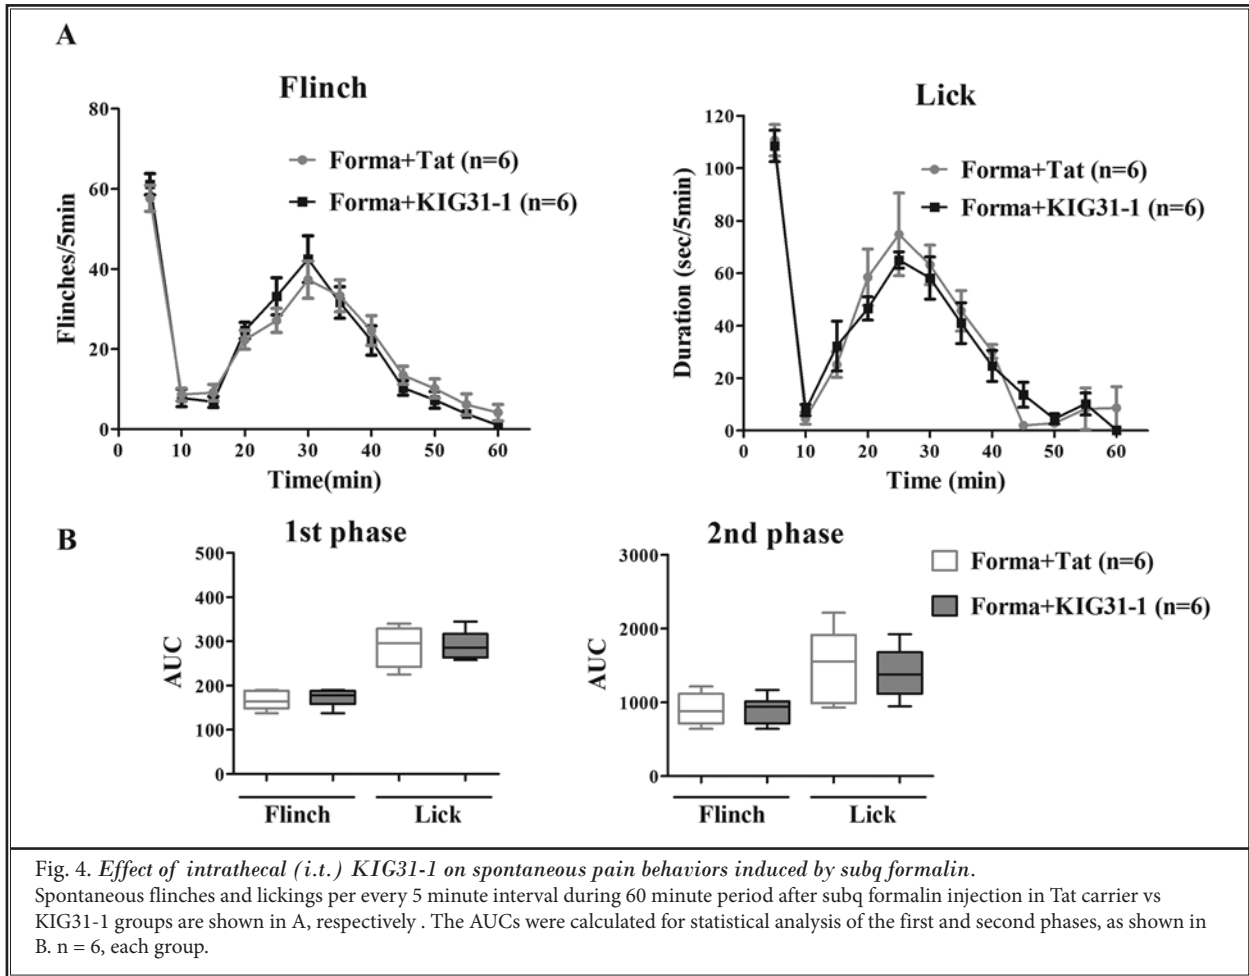 A
Flinch
80
60
40
20
0
Flinches/5min
Forma+Tat (n=6)
Forma+KIG31-1 (n=6)
0 10 20 30 40 50 60
Time(min)
Lick
120
100
80
60
40
20
0
Duration (sec/5min)
Forma+Tat (n=6)
Forma+KIG31-1 (n=6)
0 10 20 30 40 50 60
Time (min)
B
1st phase
500
400
300
200
100
0
AUC
Flinch Lick
2nd phase
3000
2000
1000
0
AUC
Forma+Tat (n=6)
Forma+KIG31-1 (n=6)
Flinch Lick
Fig. 4. Effect of intrathecal (i.t.) KIG31-1 on spontaneous pain behaviors induced by subq formalin.
Spontaneous flinches and lickings per every 5 minute interval during 60 minute period after subq formalin injection in Tat carrier vs
KIG31-1 groups are shown in A, respectively . The AUCs were calculated for statistical analysis of the first and second phases, as shown in
B. n = 6, each group.